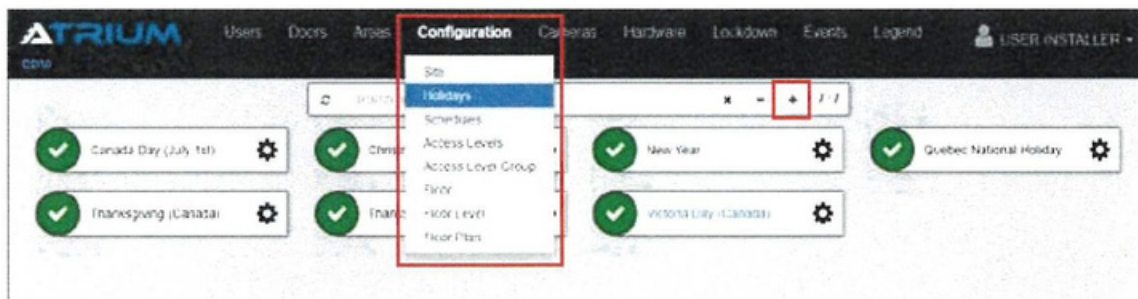 ATRIUM Users Doors Areas Configuration Cameras Hardware Lockdown Events Legend USER INSTALLER
Site
Holidays
7 / 7
Schedules
Canada Day (July 1st)
New Year
Quebec National Holiday
Access Levels
Access Level Group
Floor
Thanksgiving (Canada)
Victoria Day (Canada)
Floor Level
Floor Plan